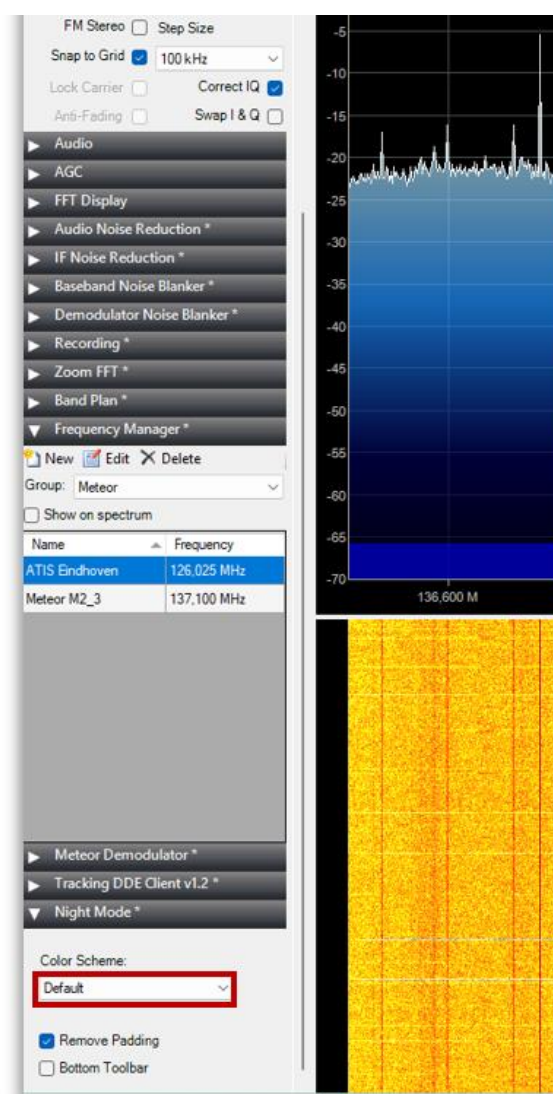 FM Stereo Step Size
Snap to Grid 100 kHz
Lock Carrier Correct IQ
Anti-Fading Swap I & Q
Audio
AGC
FFT Display
Audio Noise Reduction *
IF Noise Reduction *
Baseband Noise Blanker *
Demodulator Noise Blanker *
Recording *
Zoom FFT *
Band Plan *
Frequency Manager *
New Edit Delete
Group: Meteor
Show on spectrum
Name Frequency
ATIS Eindhoven 126,025 MHz
Meteor M2_3 137,100 MHz
Meteor Demodulator *
Tracking DDE Client v1.2 *
Night Mode *
Color Scheme:
Default
Remove Padding
Bottom Toolbar
-5
-10
-15
-20
-25
-30
-35
-40
-45
-50
-55
-60
-65
-70
136,600 M